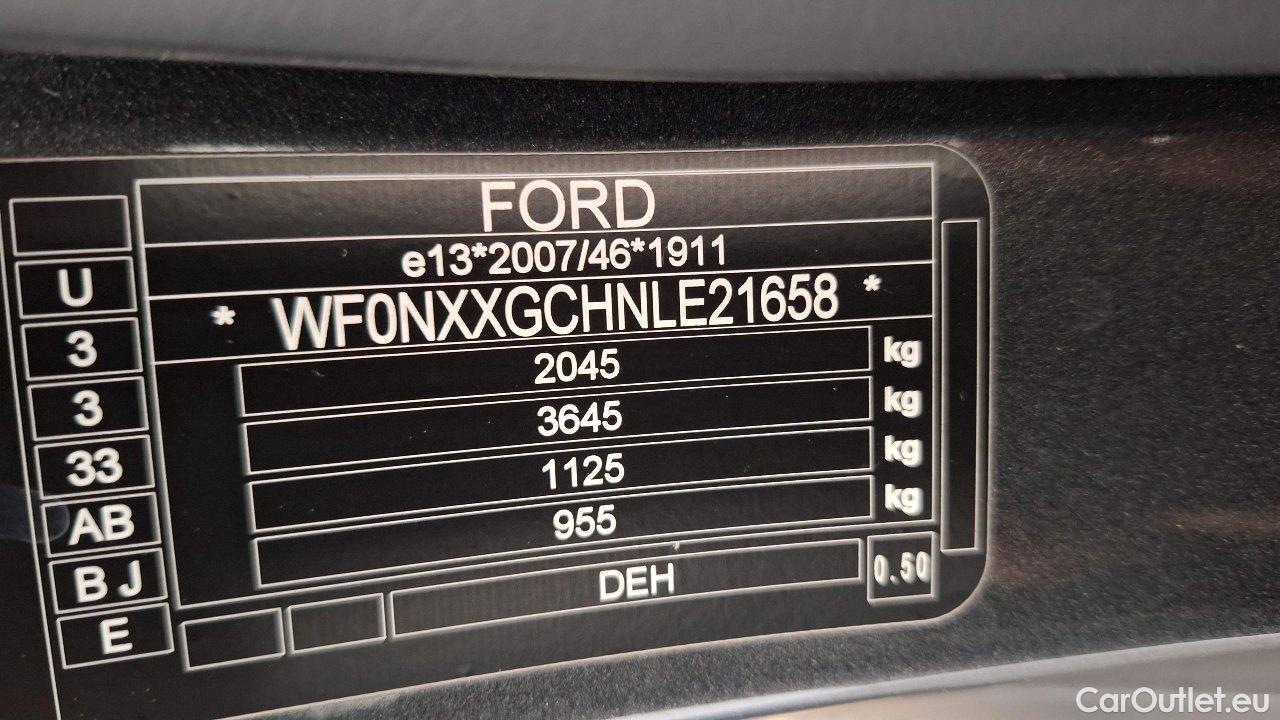 FORD
e13*2007/46*1911
* WF0NXXGCHNLE21658 *
2045 kg
3645 kg
1125 kg
955 kg
DEH
0.50
U
3
3
33
AB
B J
E
CarOutlet.eu